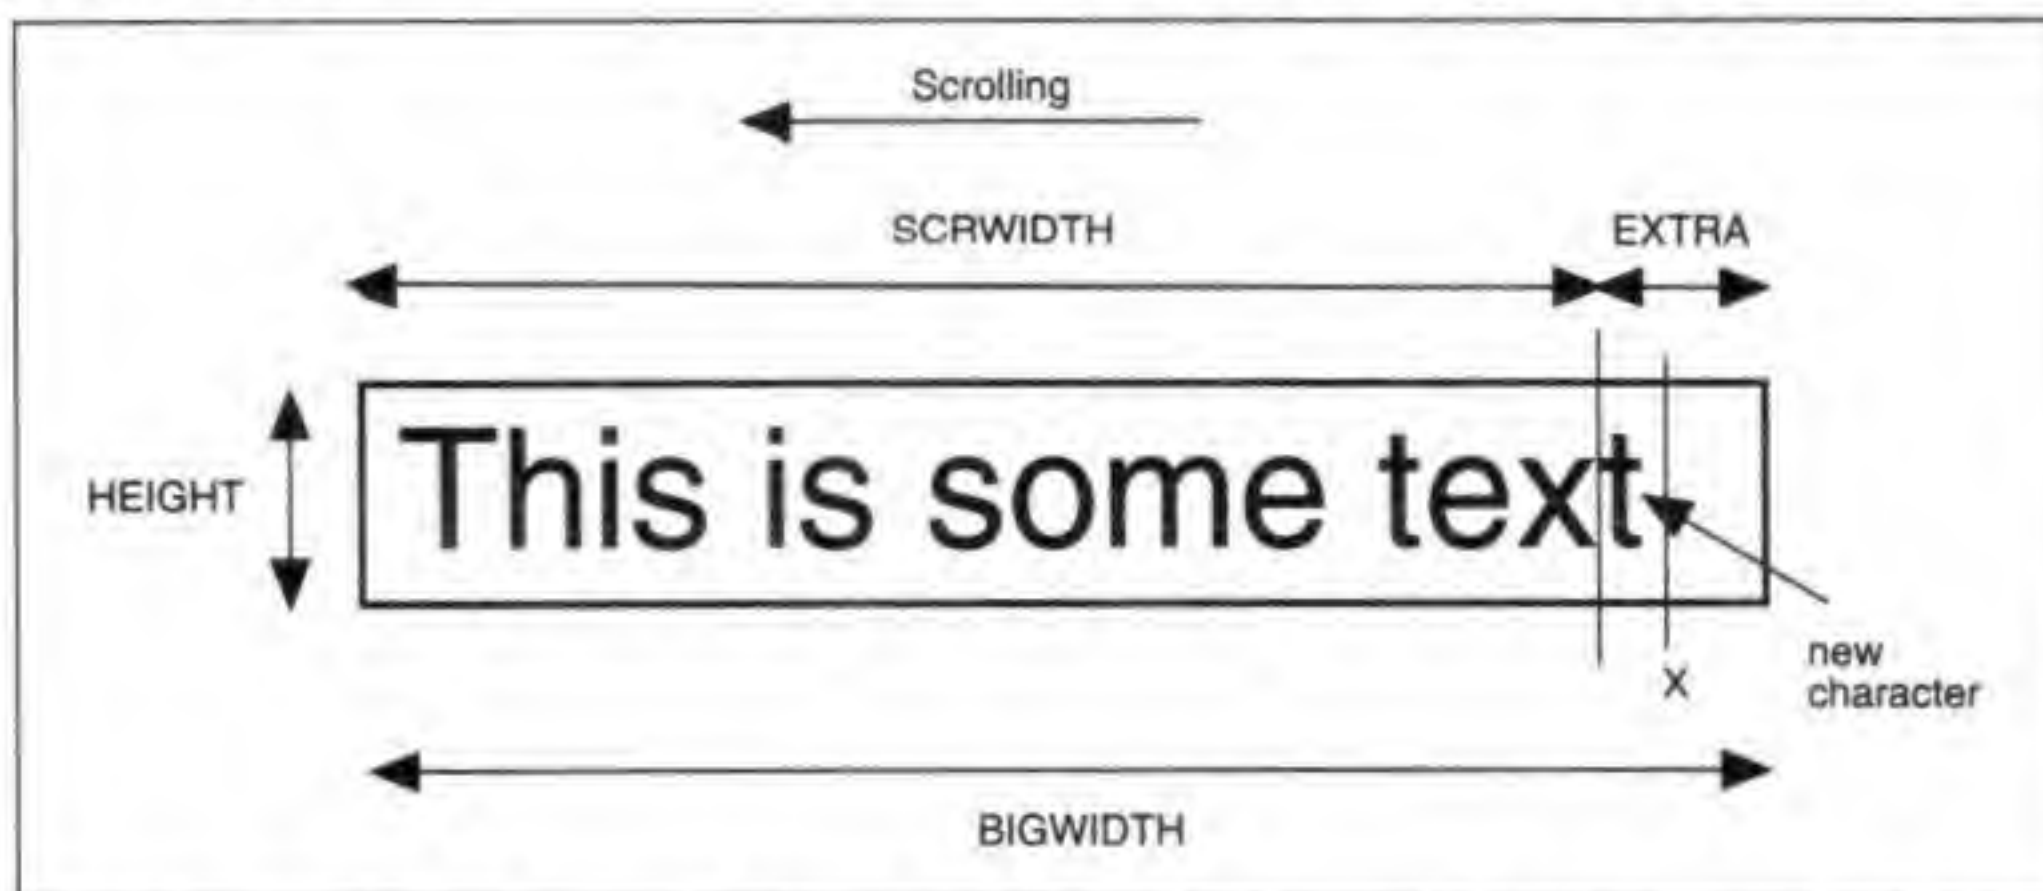 Scrolling
SCRWIDTH EXTRA
HEIGHT This is some text
X
new
character
BIGWIDTH